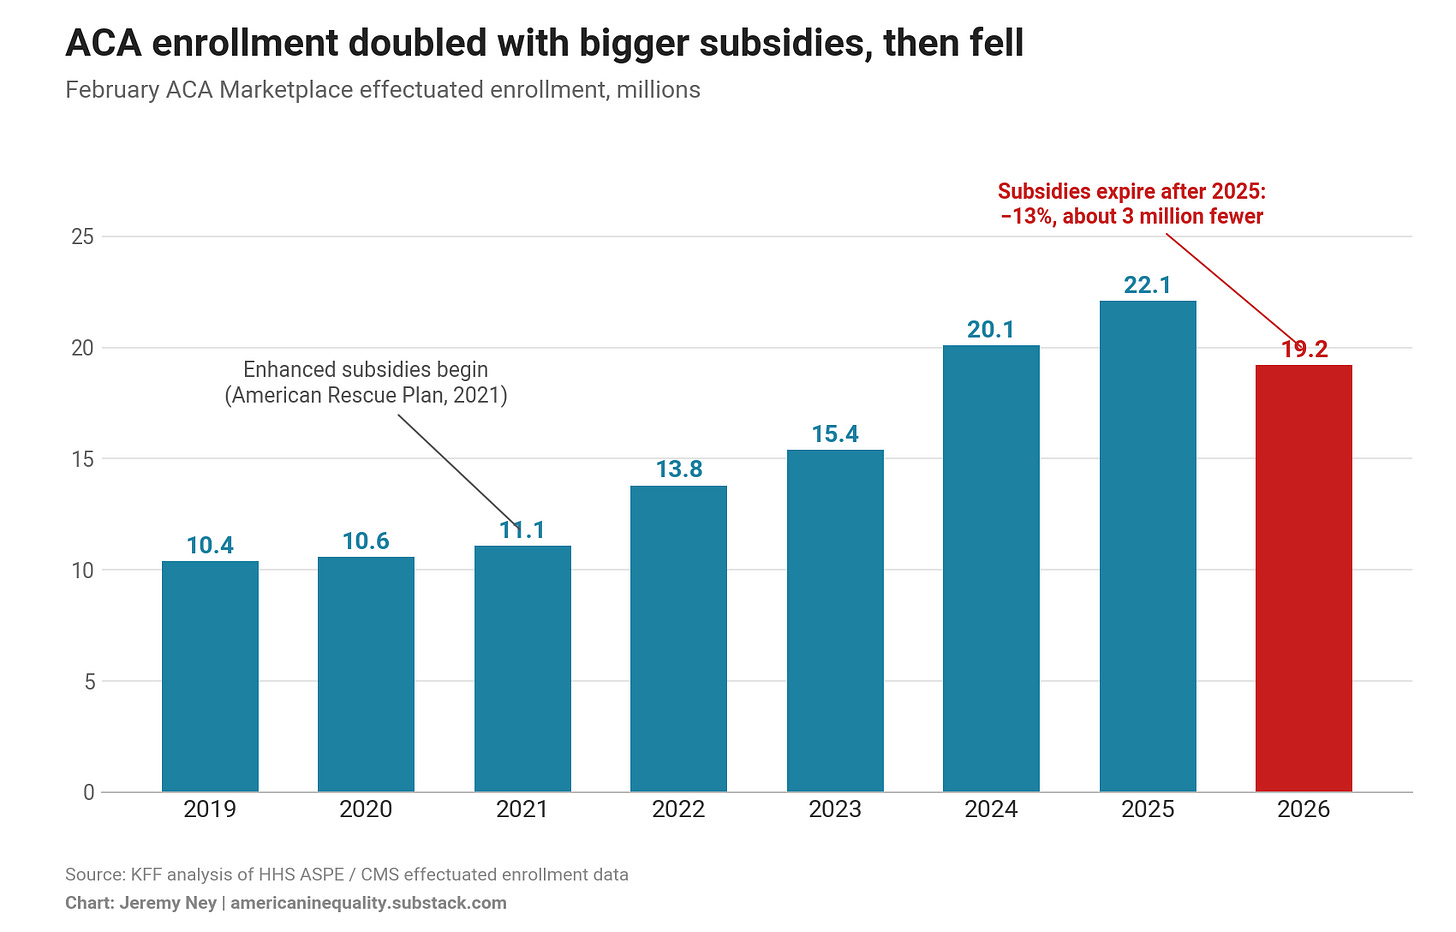 ACA enrollment doubled with bigger subsidies, then fell
February ACA Marketplace effectuated enrollment, millions
Subsidies expire after 2025:
−13%, about 3 million fewer
25
22.1
20.1
20
19.2
Enhanced subsidies begin
(American Rescue Plan, 2021)
15.4
15
13.8
11.1
10.6
10.4
10
5
0
2019 2020 2021 2022 2023 2024 2025 2026
Source: KFF analysis of HHS ASPE / CMS effectuated enrollment data
Chart: Jeremy Ney | americaninequality.substack.com